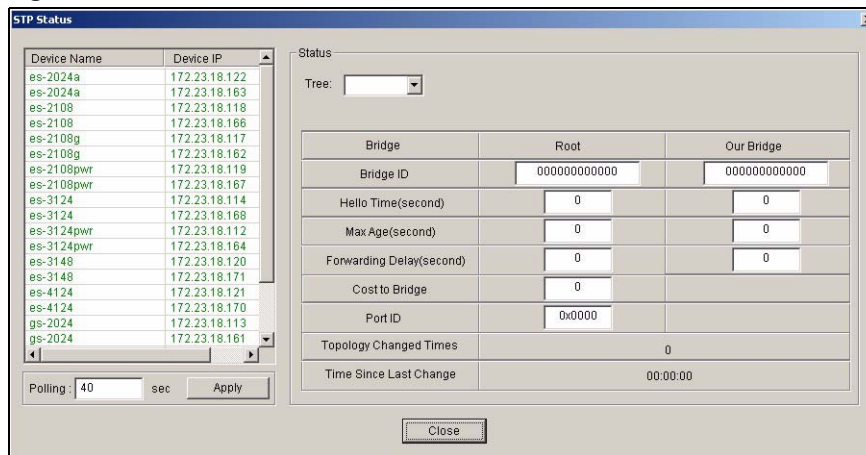 STP Status
Device Name Device IP
es-2024a 172.23.18.122
es-2024a 172.23.18.163
es-2108 172.23.18.118
es-2108 172.23.18.166
es-2108g 172.23.18.117
es-2108g 172.23.18.162
es-2108pwr 172.23.18.119
es-2108pwr 172.23.18.167
es-3124 172.23.18.114
es-3124 172.23.18.168
es-3124pwr 172.23.18.112
es-3124pwr 172.23.18.164
es-3148 172.23.18.120
es-3148 172.23.18.171
es-4124 172.23.18.121
es-4124 172.23.18.170
gs-2024 172.23.18.113
gs-2024 172.23.18.161
Polling : 40 sec Apply
Status
Tree:
Bridge Root Our Bridge
Bridge ID 000000000000 000000000000
Hello Time(second) 0 0
Max Age(second) 0 0
Forwarding Delay(second) 0 0
Cost to Bridge 0
Port ID 0x0000
Topology Changed Times 0
Time Since Last Change 00:00:00
Close